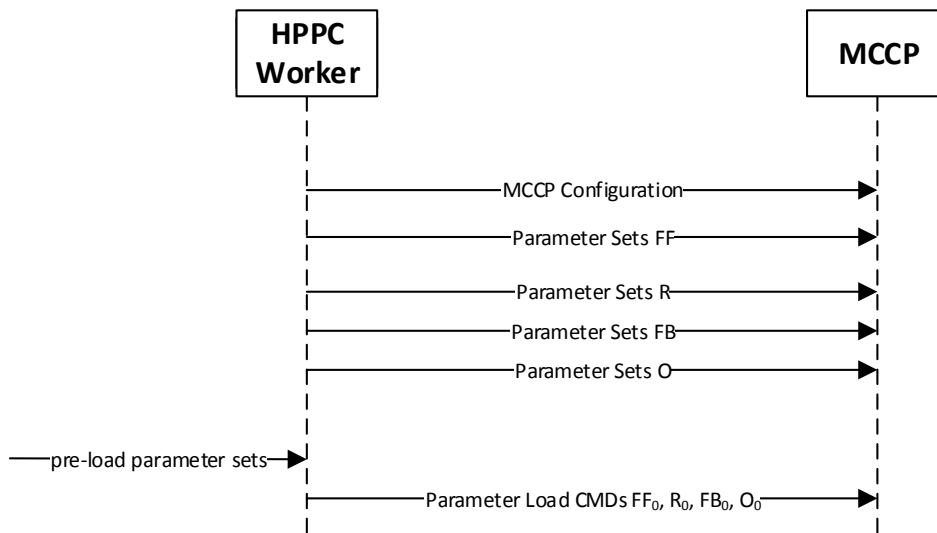 HPPC
Worker
MCCP
MCCP Configuration
Parameter Sets FF
Parameter Sets R
Parameter Sets FB
Parameter Sets O
pre-load parameter sets
Parameter Load CMDs FF₀, R₀, FB₀, O₀